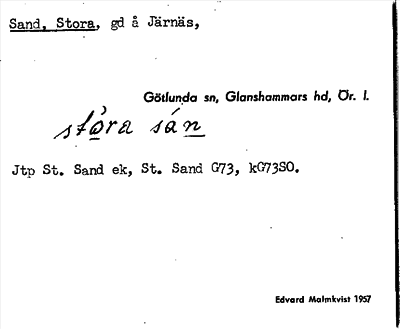 Sand, Stora, gd å Järnäs,
Götlunda sn, Glanshammars hd, Ör. l.
stòra sán
Jtp St. Sand ek, St. Sand G73, kG73SO.
Edvard Malmkvist 1957